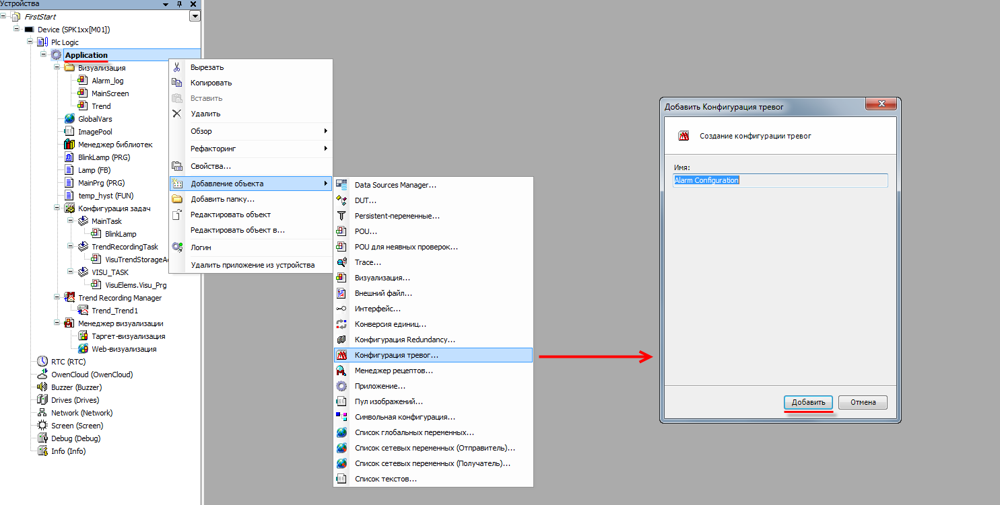 Устройства
FirstStart
Device (SPK1xx[M01])
Plc Logic
Application
Визуализация
Alarm_log
MainScreen
Trend
GlobalVars
ImagePool
Менеджер библиотек
BlinkLamp (PRG)
Lamp (FB)
MainPrg (PRG)
temp_hyst (FUN)
Конфигурация задач
MainTask
BlinkLamp
TrendRecordingTask
VisuTrendStorageAc
VISU_TASK
VisuElems.Visu_Prg
Trend Recording Manager
Trend_Trend1
Менеджер визуализации
Таргет-визуализация
Web-визуализация
RTC (RTC)
OwenCloud (OwenCloud)
Buzzer (Buzzer)
Drives (Drives)
Network (Network)
Screen (Screen)
Debug (Debug)
Info (Info)
Вырезать
Копировать
Вставить
Удалить
Обзор
Рефакторинг
Свойства...
Добавление объекта
Добавить папку...
Редактировать объект
Редактировать объект в...
Логин
Удалить приложение из устройства
Data Sources Manager...
DUT...
Persistent-переменные...
POU...
POU для неявных проверок...
Trace...
Визуализация...
Внешний файл...
Интерфейс...
Конверсия единиц...
Конфигурация Redundancy...
Конфигурация тревог...
Менеджер рецептов...
Приложение...
Пул изображений...
Символьная конфигурация...
Список глобальных переменных...
Список сетевых переменных (Отправитель)...
Список сетевых переменных (Получатель)...
Список текстов...
Добавить Конфигурация тревог
Создание конфигурации тревог
Имя:
Alarm Configuration
Добавить
Отмена